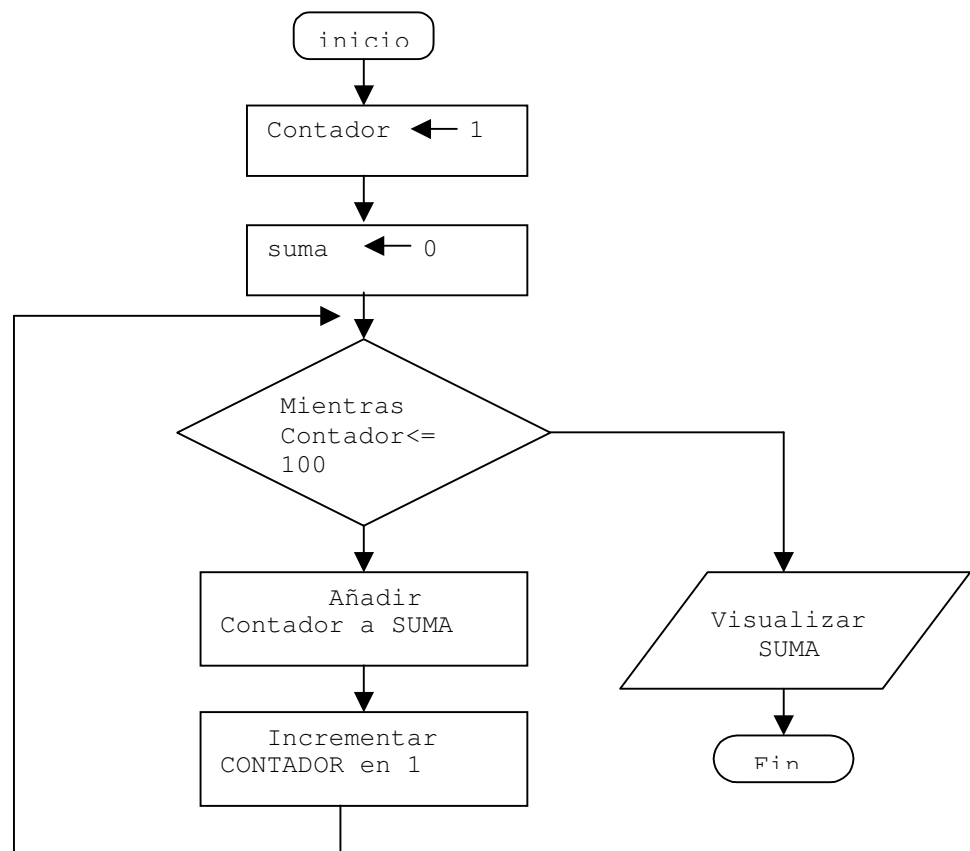 inicio
Contador 1
suma 0
Mientras
Contador<=
100
Añadir
Contador a SUMA
Visualizar
SUMA
Incrementar
CONTADOR en 1
Fin